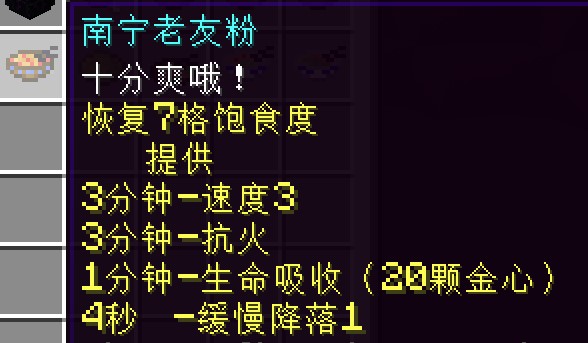 南宁老友粉
十分爽哦！
恢复7格饱食度
提供
3分钟-速度3
3分钟-抗火
1分钟-生命吸收（20颗金心）
4秒 -缓慢降落1